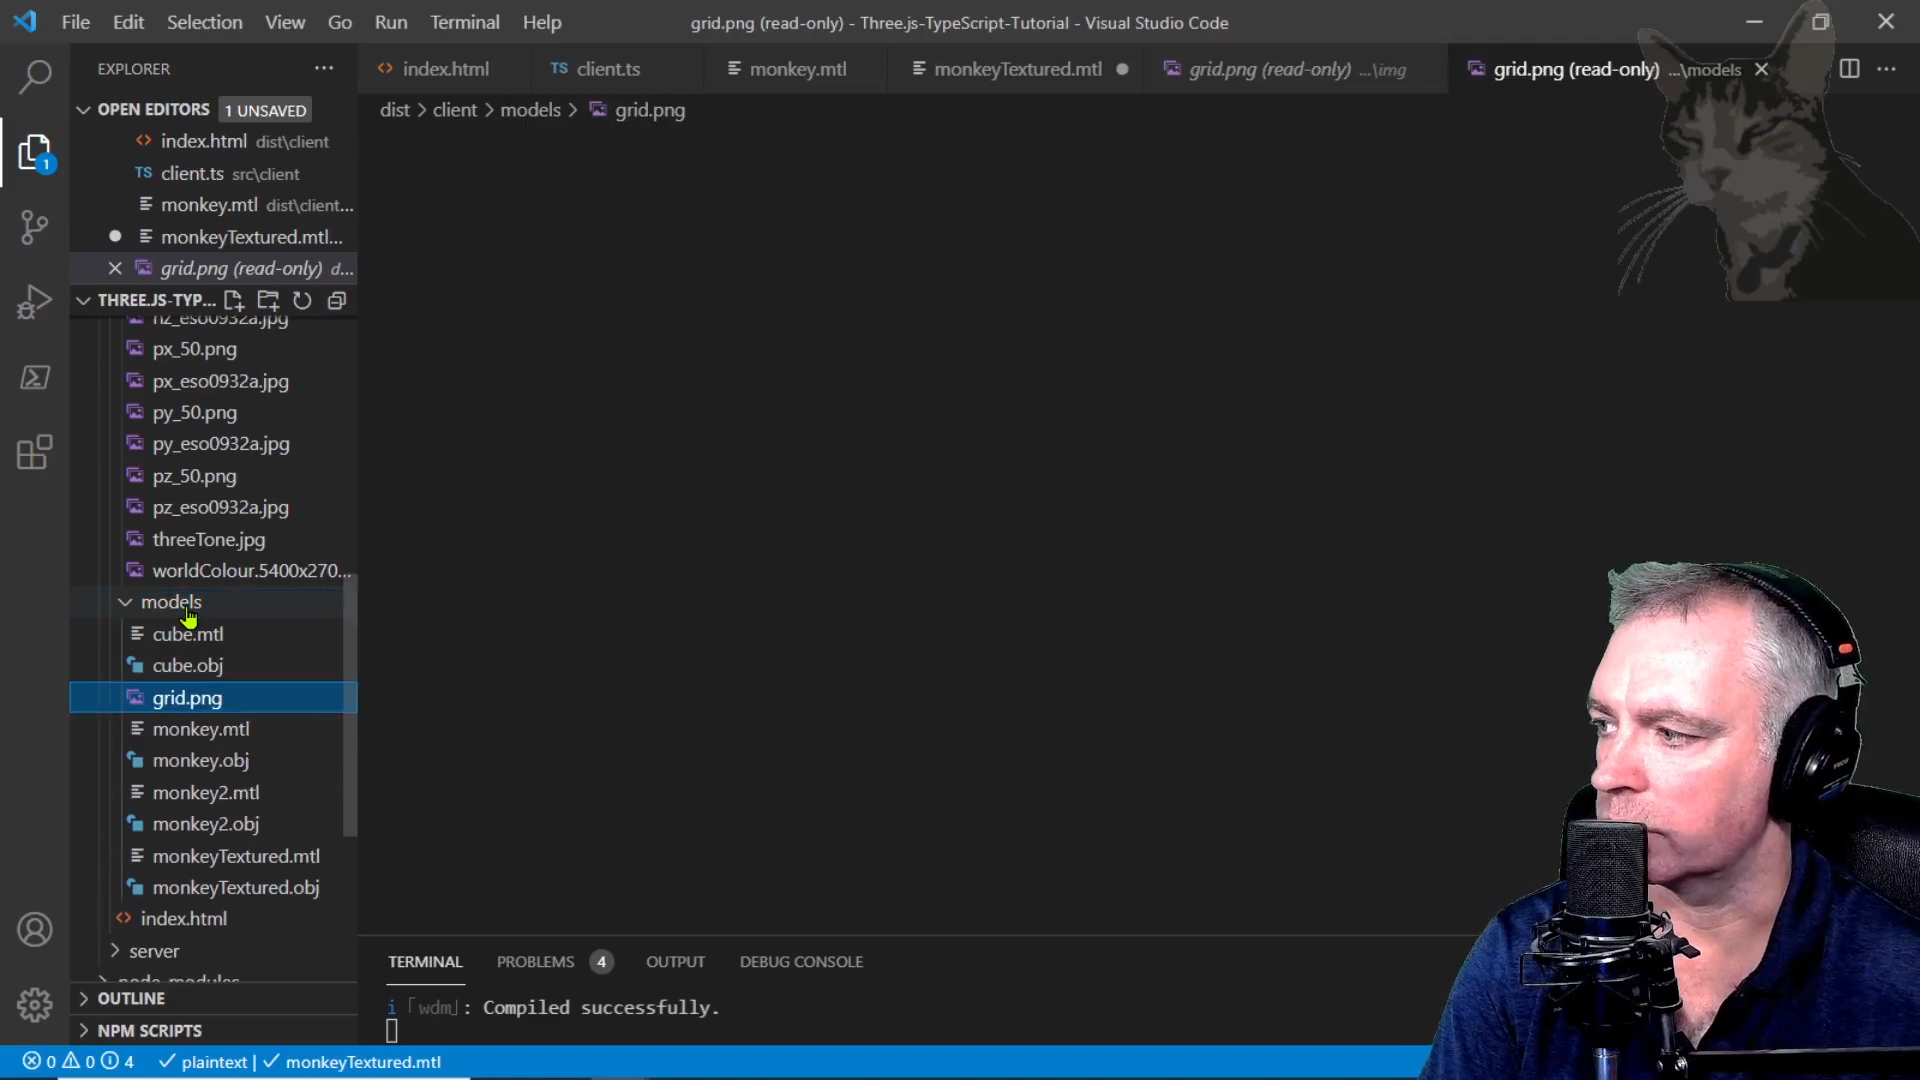 File Edit Selection View Go Run Terminal Help
grid.png (read-only) - Three.js-TypeScript-Tutorial - Visual Studio Code
EXPLORER
index.html
TS client.ts
monkey.mtl
monkeyTextured.mtl
grid.png (read-only) ...\img
grid.png (read-only) ...\models
OPEN EDITORS 1 UNSAVED
dist > client > models > grid.png
index.html dist\client
TS client.ts src\client
monkey.mtl dist\client...
monkeyTextured.mtl...
grid.png (read-only) d...
THREE.JS-TYP...
nz_eso0932a.jpg
px_50.png
px_eso0932a.jpg
py_50.png
py_eso0932a.jpg
pz_50.png
pz_eso0932a.jpg
threeTone.jpg
worldColour.5400x270...
models
cube.mtl
cube.obj
grid.png
monkey.mtl
monkey.obj
monkey2.mtl
monkey2.obj
monkeyTextured.mtl
monkeyTextured.obj
index.html
server
node_modules
OUTLINE
NPM SCRIPTS
1
TERMINAL PROBLEMS 4 OUTPUT DEBUG CONSOLE
i ｢wdm｣: Compiled successfully.
0 0 4 plaintext | monkeyTextured.mtl